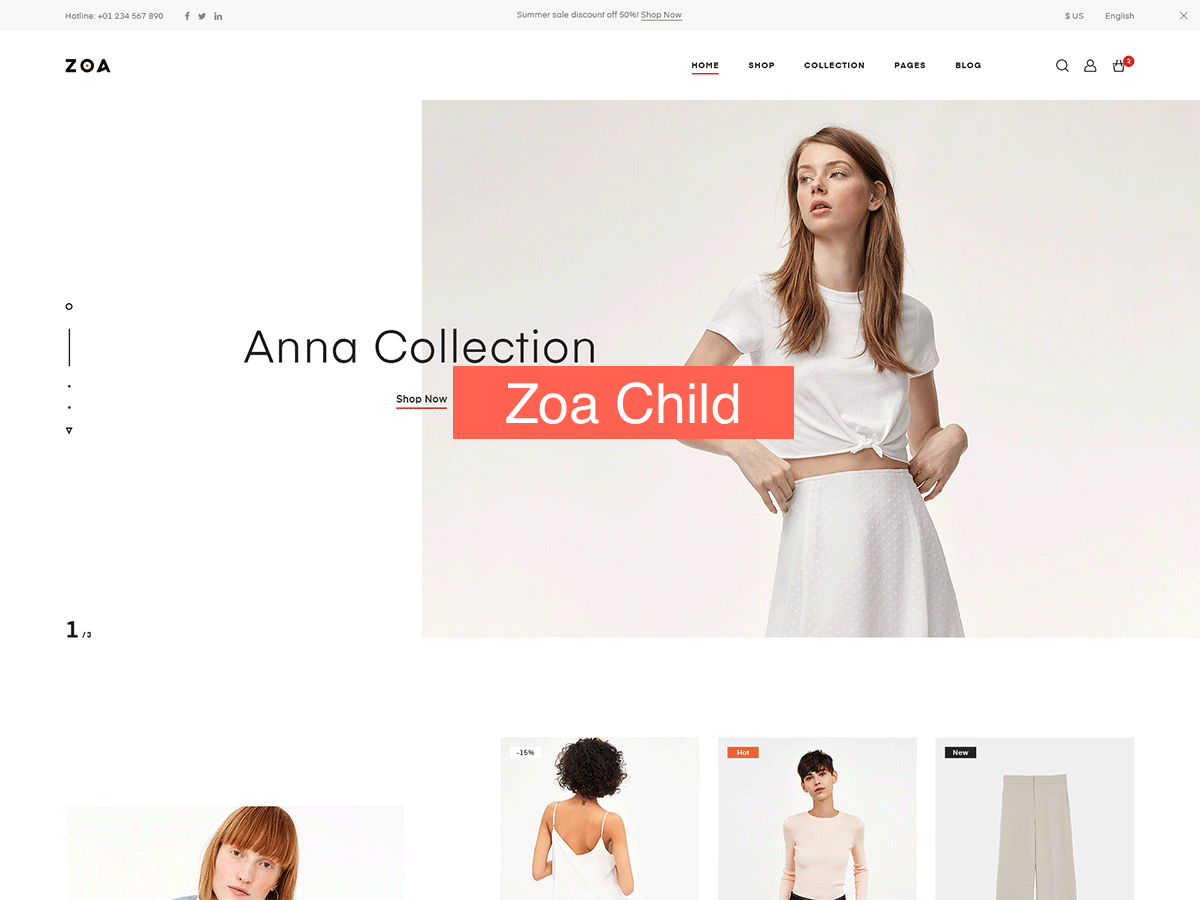 Hotline: +01 234 567 890
Summer sale discount off 50%! Shop Now
$ US
English
ZOA
HOME
SHOP
COLLECTION
PAGES
BLOG
2
Anna Collection
Shop Now
Zoa Child
1 /3
-15%
Hot
New